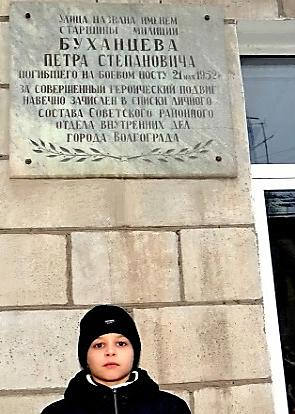 УЛИЦА НАЗВАНА ИМЕНЕМ
СТАРШИНЫ МИЛИЦИИ
БУХАНЦЕВА
ПЕТРА СТЕПАНОВИЧА
ПОГИБШЕГО НА БОЕВОМ ПОСТУ 21 мая 1952г.
ЗА СОВЕРШЕННЫЙ ГЕРОИЧЕСКИЙ ПОДВИГ
НАВЕЧНО ЗАЧИСЛЕН В СПИСКИ ЛИЧНОГО
СОСТАВА СОВЕТСКОГО РАЙОННОГО
ОТДЕЛА ВНУТРЕННИХ ДЕЛ
ГОРОДА ВОЛГОГРАДА